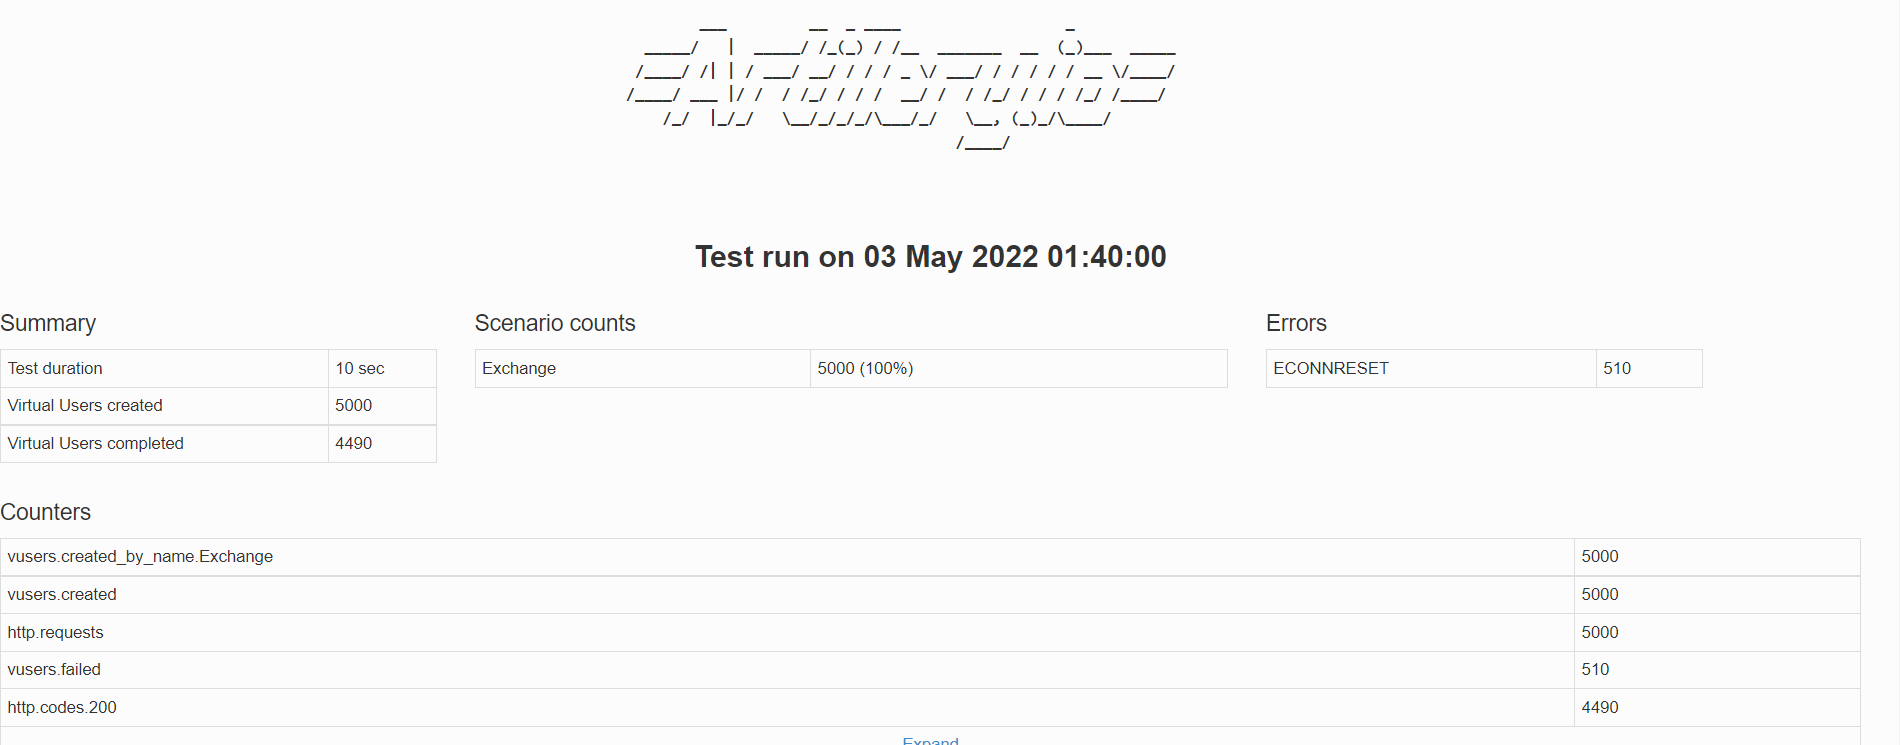 Test run on 03 May 2022 01:40:00
Summary
Test duration 10 sec
Virtual Users created 5000
Virtual Users completed 4490
Scenario counts
Exchange 5000 (100%)
Errors
ECONNRESET 510
Counters
vusers.created_by_name.Exchange 5000
vusers.created 5000
http.requests 5000
vusers.failed 510
http.codes.200 4490
Expand